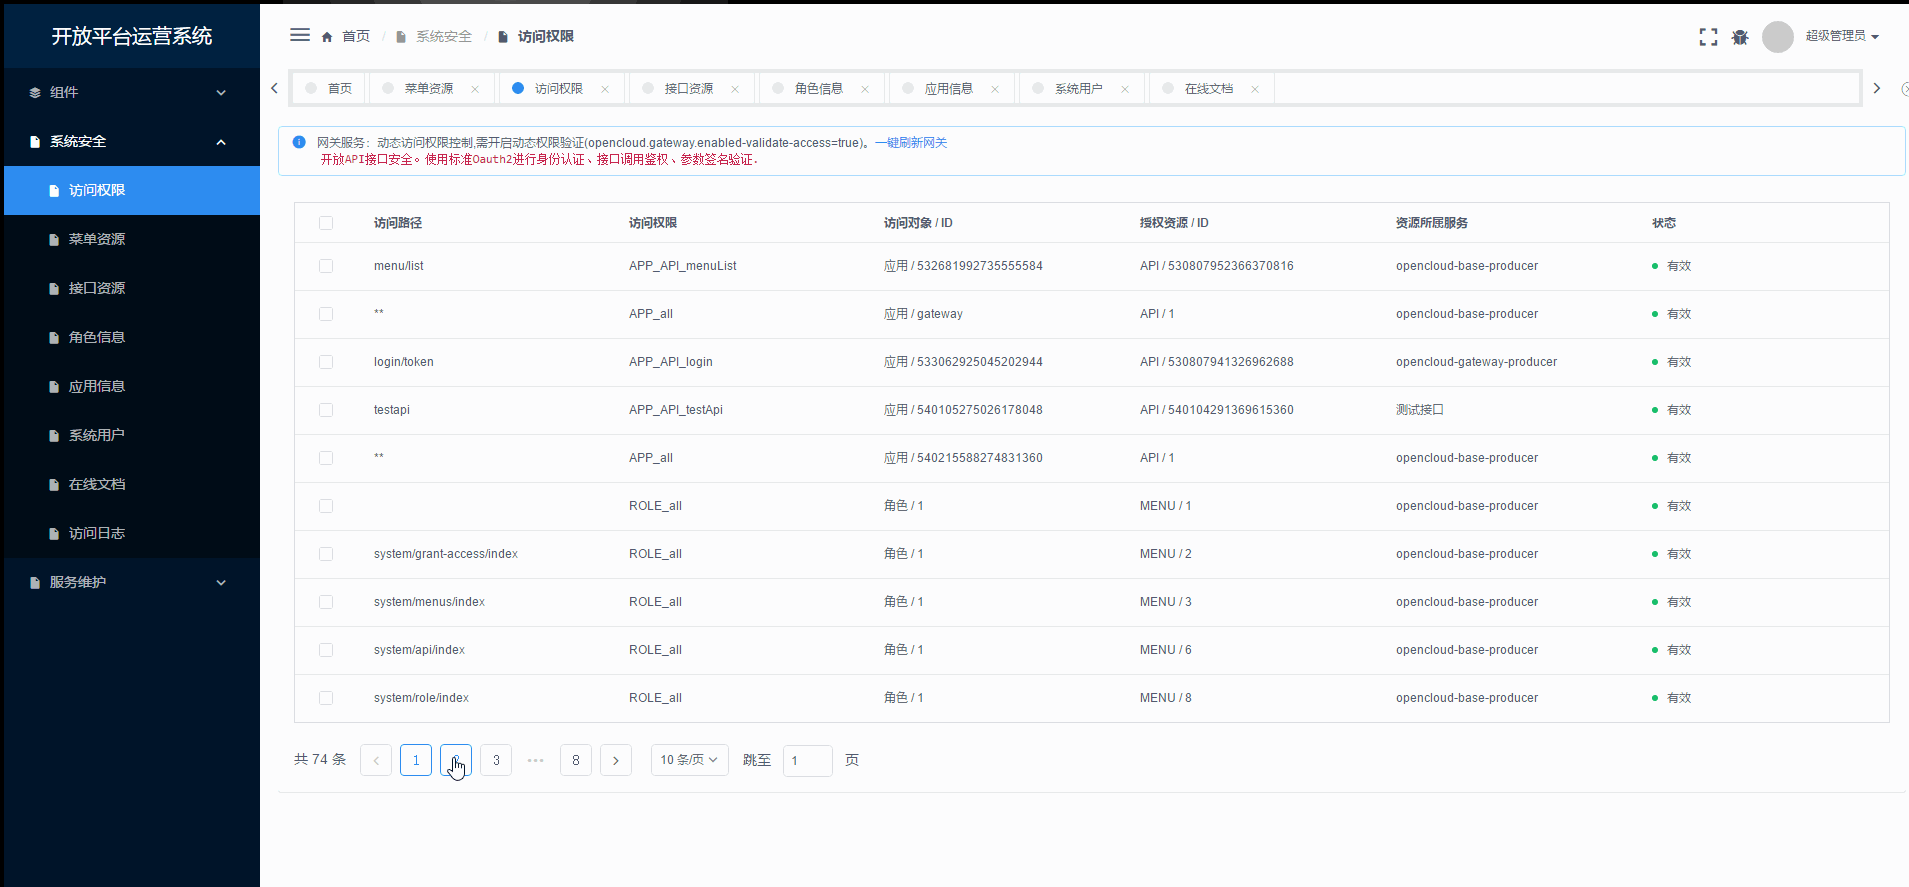 开放平台运营系统
首页 / 系统安全 / 访问权限
超级管理员
组件
系统安全
访问权限
菜单资源
接口资源
角色信息
应用信息
系统用户
在线文档
访问日志
服务维护
首页 菜单资源 访问权限 接口资源 角色信息 应用信息 系统用户 在线文档
网关服务：动态访问权限控制,需开启动态权限验证(opencloud.gateway.enabled-validate-access=true)。一键刷新网关
开放API接口安全。使用标准Oauth2进行身份认证、接口调用鉴权、参数签名验证.
访问路径 访问权限 访问对象 / ID 授权资源 / ID 资源所属服务 状态
menu/list APP_API_menuList 应用 / 532681992735555584 API / 530807952366370816 opencloud-base-producer 有效
** APP_all 应用 / gateway API / 1 opencloud-base-producer 有效
login/token APP_API_login 应用 / 533062925045202944 API / 530807941326962688 opencloud-gateway-producer 有效
testapi APP_API_testApi 应用 / 540105275026178048 API / 540104291369615360 测试接口 有效
** APP_all 应用 / 540215588274831360 API / 1 opencloud-base-producer 有效
ROLE_all 角色 / 1 MENU / 1 opencloud-base-producer 有效
system/grant-access/index ROLE_all 角色 / 1 MENU / 2 opencloud-base-producer 有效
system/menus/index ROLE_all 角色 / 1 MENU / 3 opencloud-base-producer 有效
system/api/index ROLE_all 角色 / 1 MENU / 6 opencloud-base-producer 有效
system/role/index ROLE_all 角色 / 1 MENU / 8 opencloud-base-producer 有效
共 74 条 1 2 3 ••• 8 10 条/页 跳至 1 页